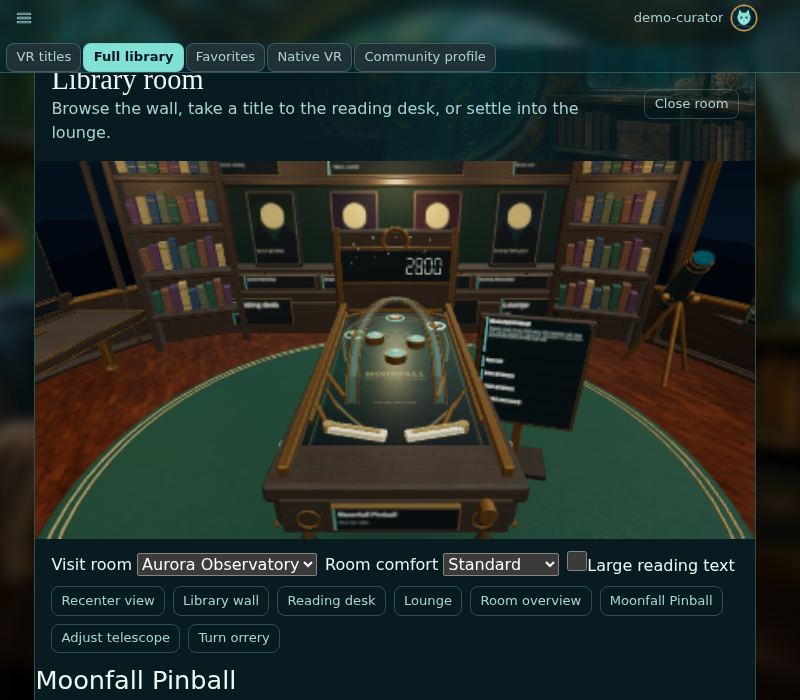 demo-curator
VR titles
Full library
Favorites
Native VR
Community profile
Library room
Browse the wall, take a title to the reading desk, or settle into the
lounge.
Close room
2800
Lounge
MOONFALL
Moonfall Pinball
Visit room Aurora Observatory Room comfort Standard Large reading text
Recenter view
Library wall
Reading desk
Lounge
Room overview
Moonfall Pinball
Adjust telescope
Turn orrery
Moonfall Pinball